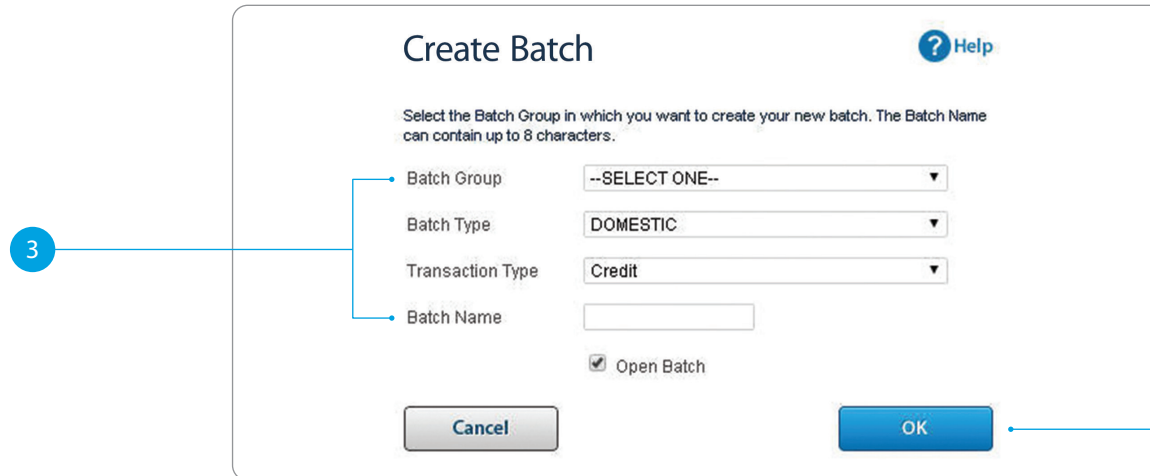 Create Batch
? Help
Select the Batch Group in which you want to create your new batch. The Batch Name
can contain up to 8 characters.
Batch Group --SELECT ONE--
Batch Type DOMESTIC
3
Transaction Type Credit
Batch Name
Open Batch
Cancel OK